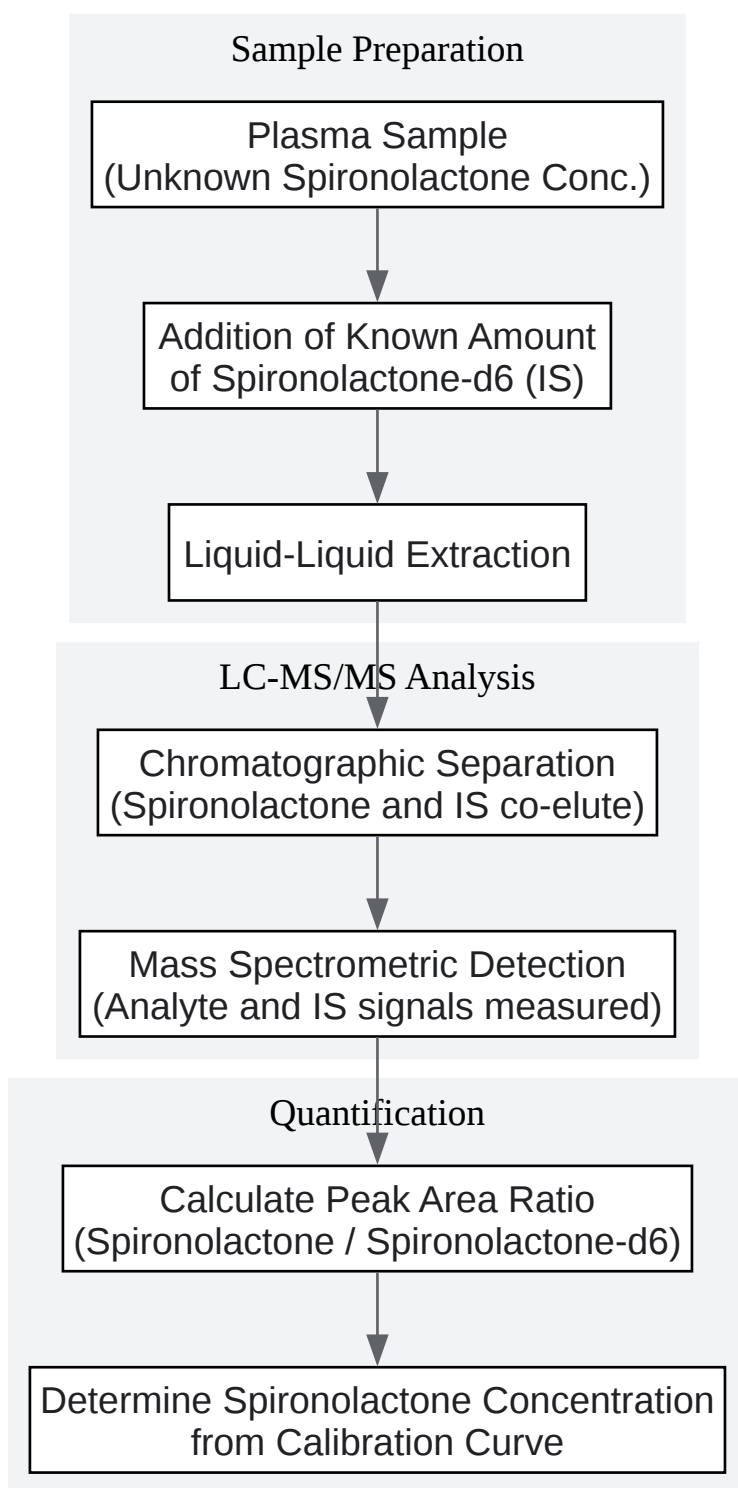 Sample Preparation
Plasma Sample
(Unknown Spironolactone Conc.)
Addition of Known Amount
of Spironolactone-d6 (IS)
Liquid-Liquid Extraction
LC-MS/MS Analysis
Chromatographic Separation
(Spironolactone and IS co-elute)
Mass Spectrometric Detection
(Analyte and IS signals measured)
Quantification
Calculate Peak Area Ratio
(Spironolactone / Spironolactone-d6)
Determine Spironolactone Concentration
from Calibration Curve